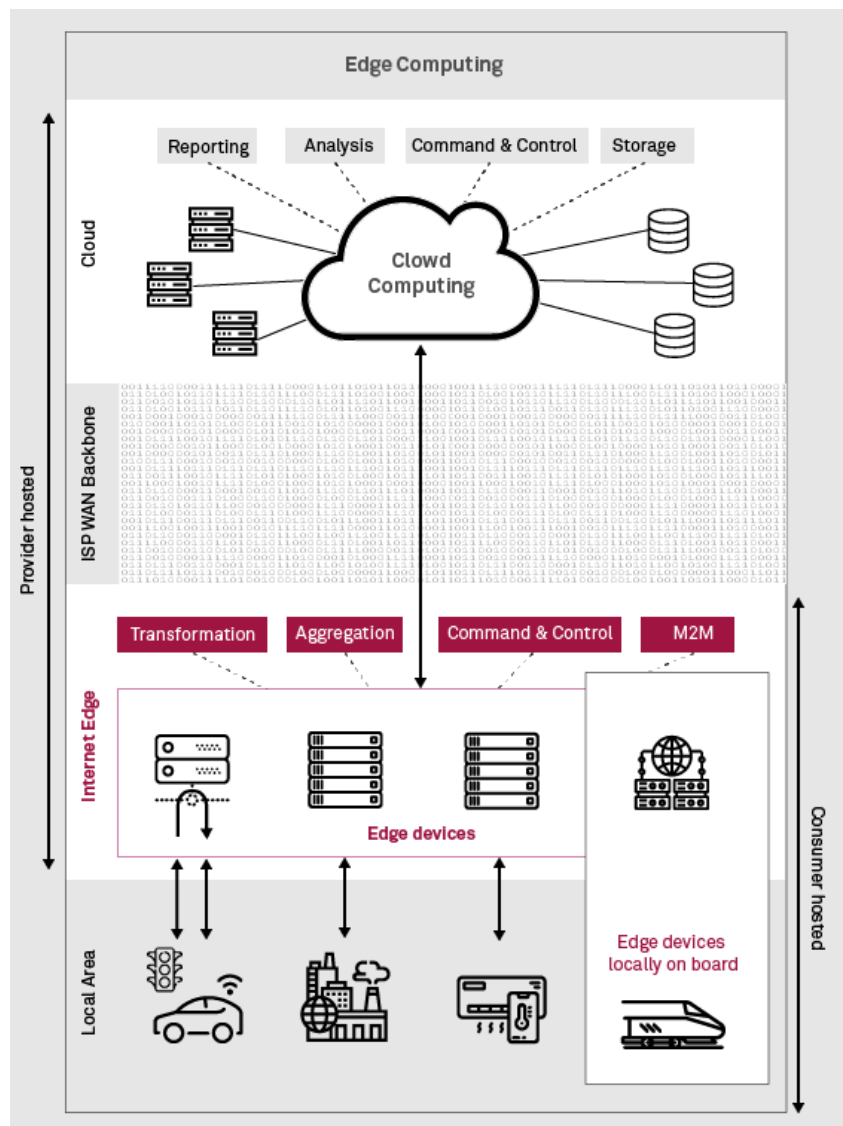 Edge Computing
Reporting
Analysis
Command & Control
Storage
Cloud
Clowd
Computing
ISP WAN Backbone
Provider hosted
Transformation
Aggregation
Command & Control
M2M
Internet Edge
Edge devices
Consumer hosted
Edge devices
locally on board
Local Area